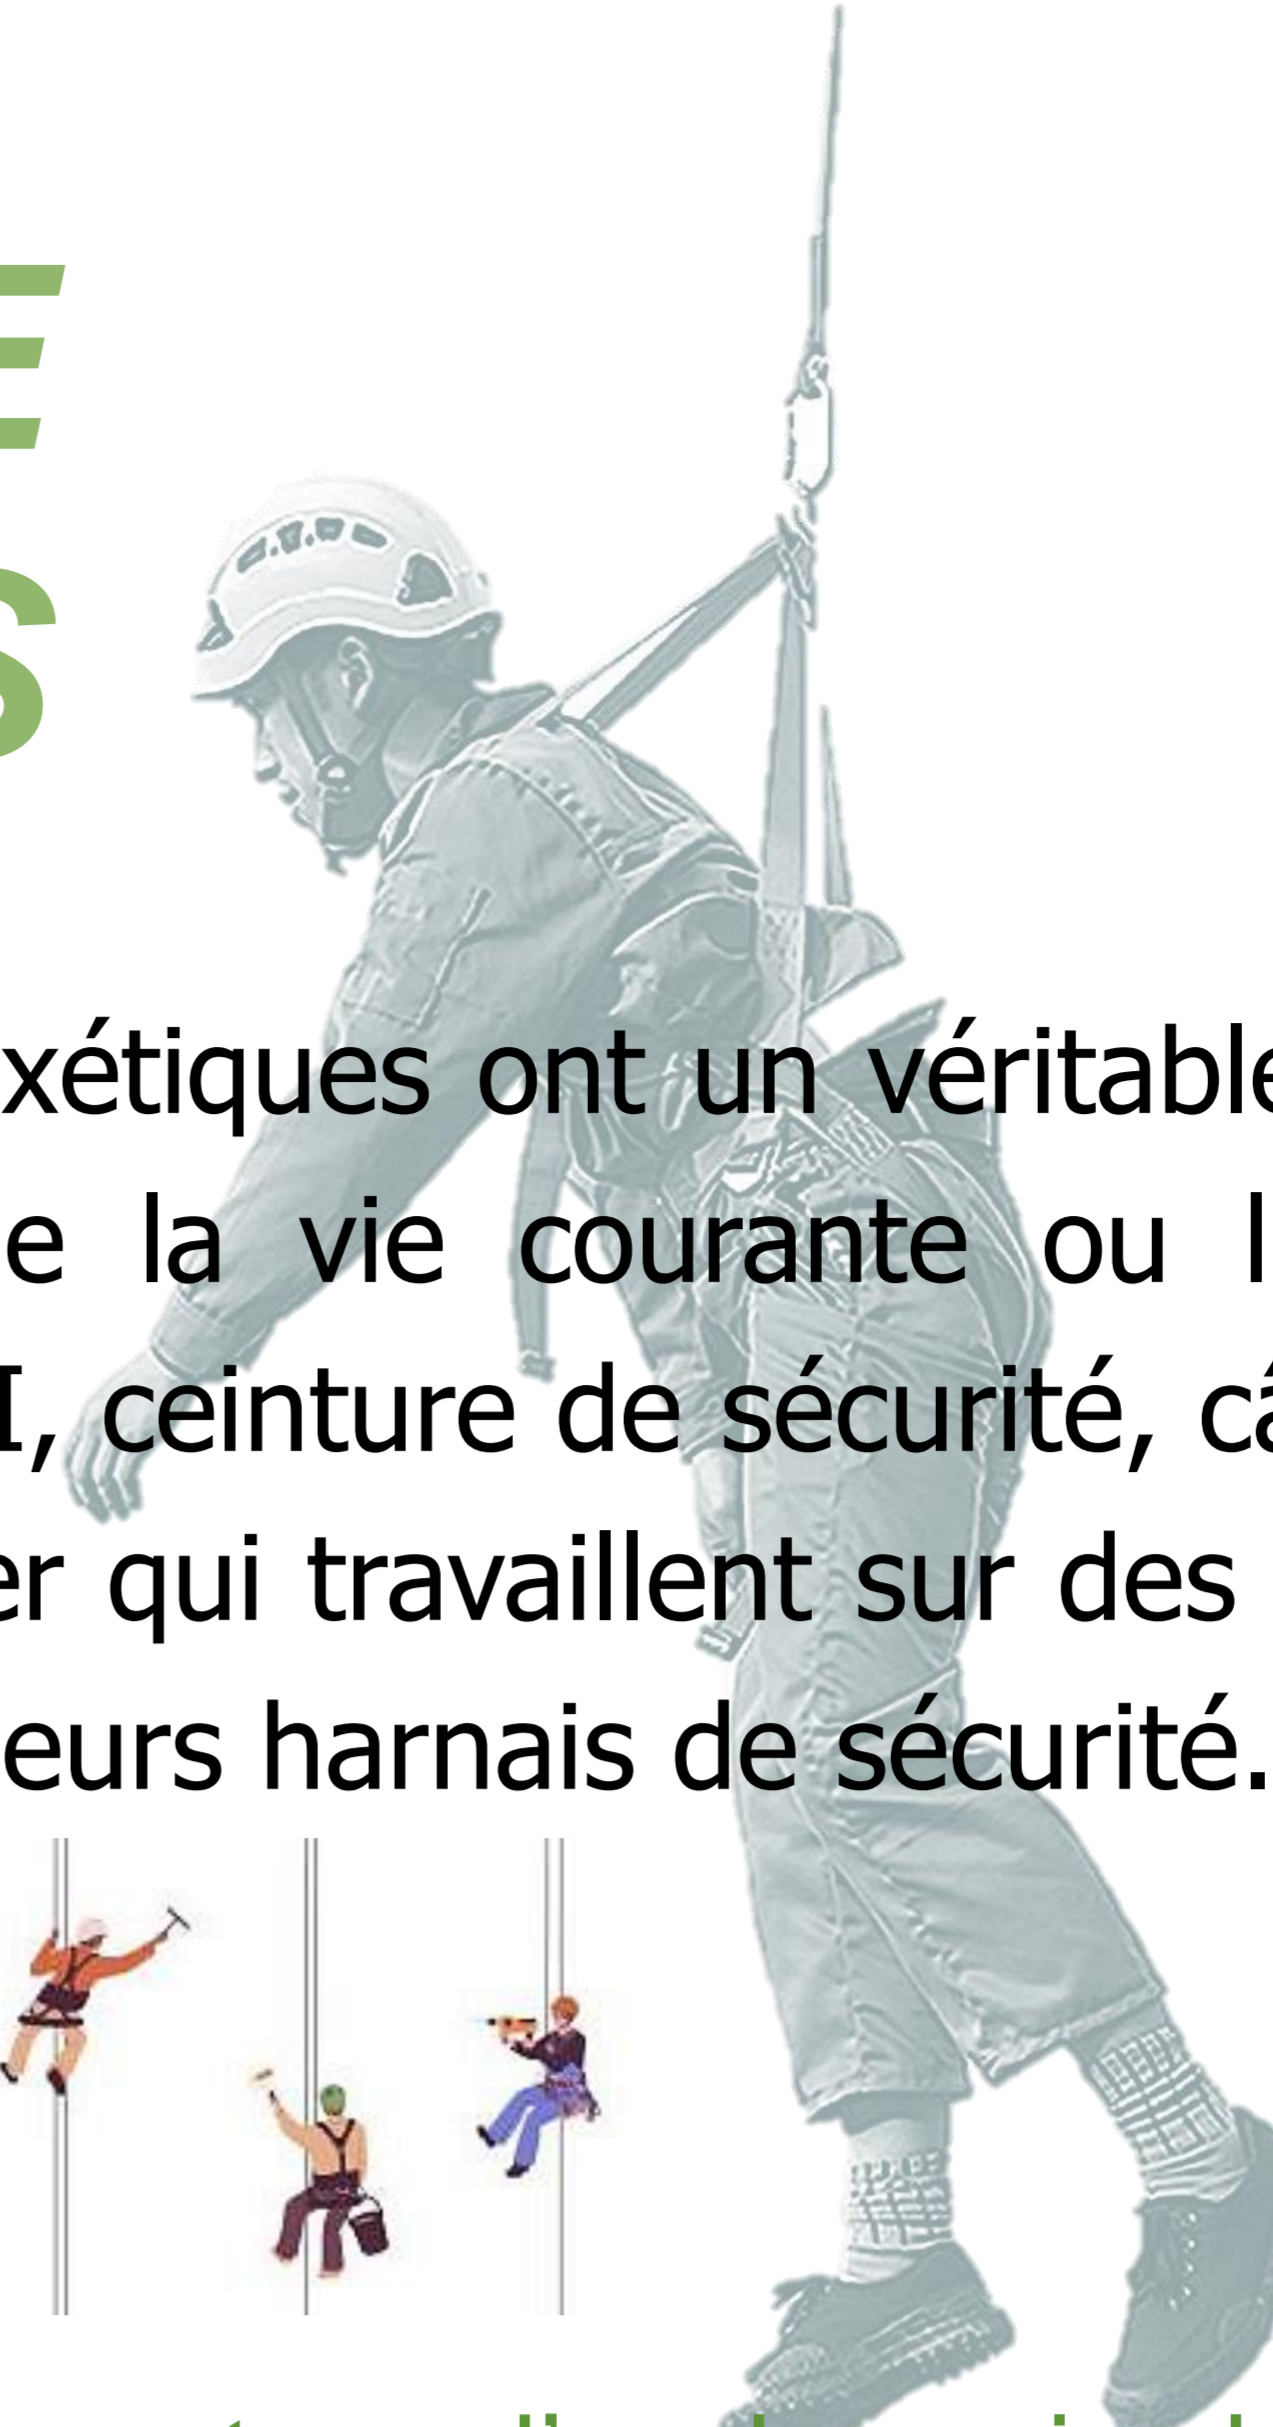 E
S
xétiques ont un véritable
e la vie courante ou l
I, ceinture de sécurité, câ
er qui travaillent sur des
eurs harnais de sécurité.